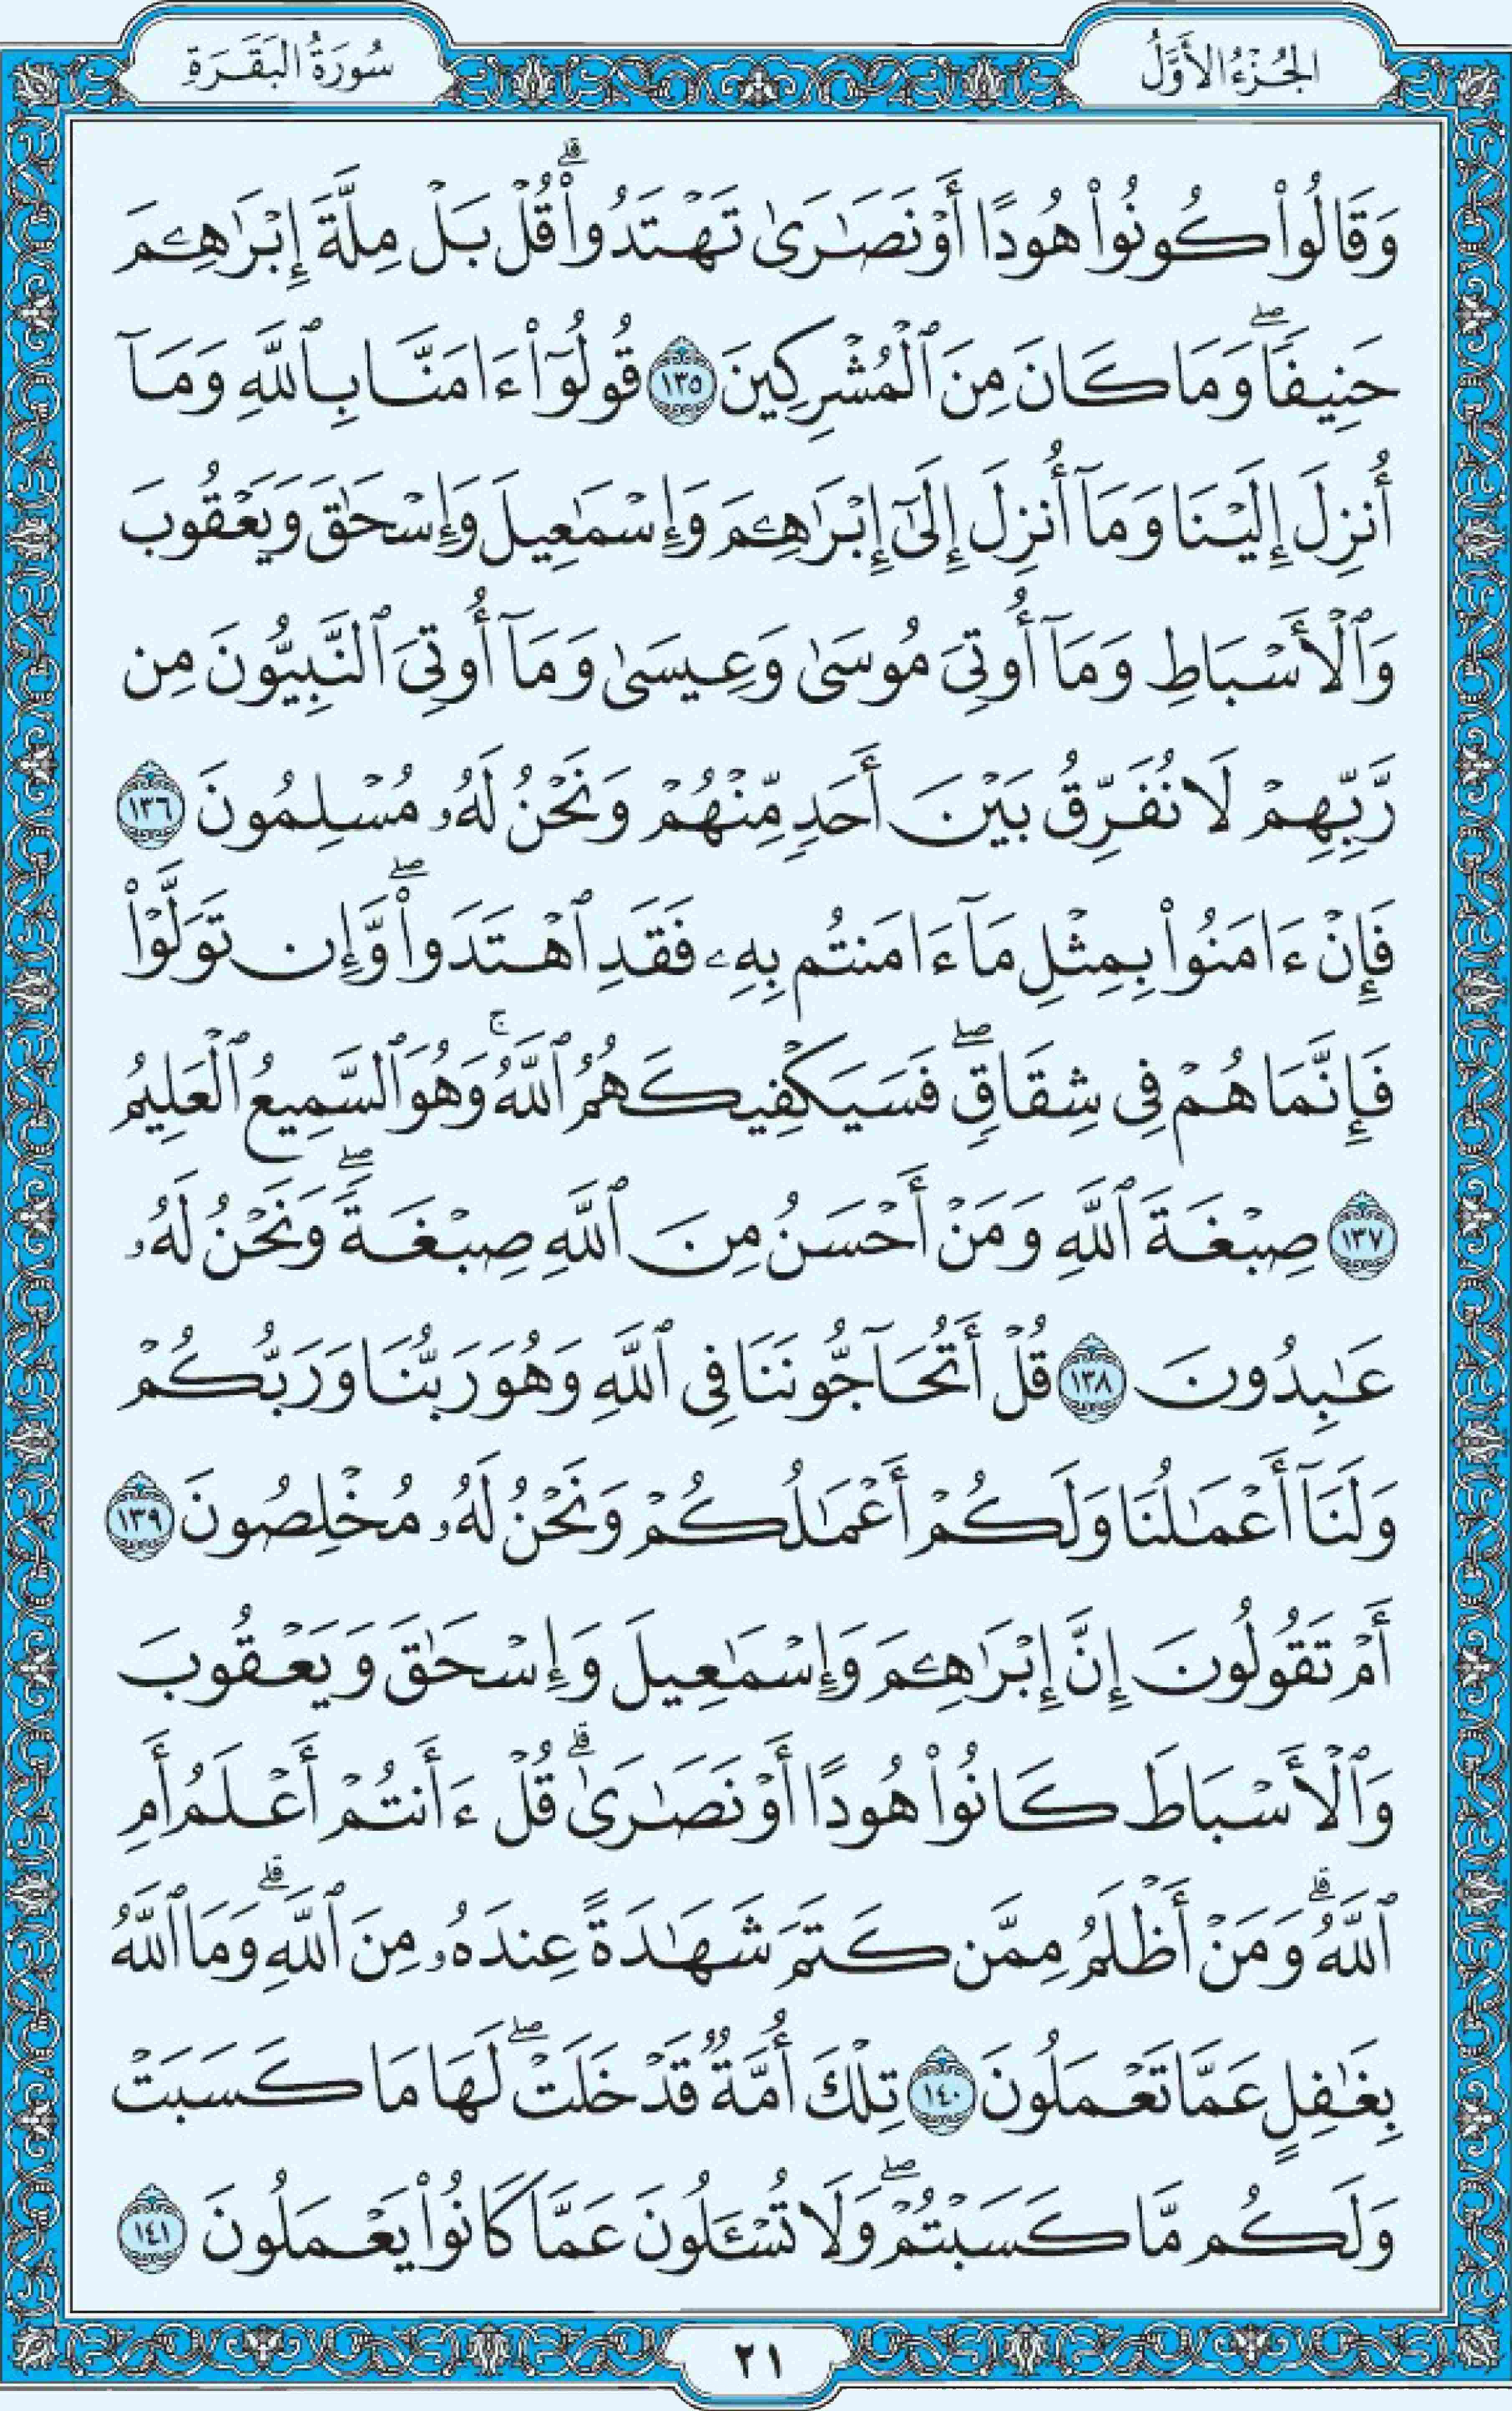 الجُزْءُ الأَوَّلُ
سُورَةُ البَقَرَةِ
وَقَالُوا۟ كُونُوا۟ هُودًا أَوْ نَصَـٰرَىٰ تَهْتَدُوا۟ ۗ قُلْ بَلْ مِلَّةَ إِبْرَٰهِـۧمَ
حَنِيفًا ۖ وَمَا كَانَ مِنَ ٱلْمُشْرِكِينَ ١٣٥ قُولُوٓا۟ ءَامَنَّا بِٱللَّهِ وَمَآ
أُنزِلَ إِلَيْنَا وَمَآ أُنزِلَ إِلَىٰٓ إِبْرَٰهِـۧمَ وَإِسْمَـٰعِيلَ وَإِسْحَـٰقَ وَيَعْقُوبَ
وَٱلْأَسْبَاطِ وَمَآ أُوتِىَ مُوسَىٰ وَعِيسَىٰ وَمَآ أُوتِىَ ٱلنَّبِيُّونَ مِن
رَّبِّهِمْ لَا نُفَرِّقُ بَيْنَ أَحَدٍ مِّنْهُمْ وَنَحْنُ لَهُۥ مُسْلِمُونَ ١٣٦
فَإِنْ ءَامَنُوا۟ بِمِثْلِ مَآ ءَامَنتُم بِهِۦ فَقَدِ ٱهْتَدَوا۟ ۖ وَّإِن تَوَلَّوْا۟
فَإِنَّمَا هُمْ فِى شِقَاقٍ ۖ فَسَيَكْفِيكَهُمُ ٱللَّهُ ۚ وَهُوَ ٱلسَّمِيعُ ٱلْعَلِيمُ
١٣٧ صِبْغَةَ ٱللَّهِ وَمَنْ أَحْسَنُ مِنَ ٱللَّهِ صِبْغَةً ۖ وَنَحْنُ لَهُۥ
عَـٰبِدُونَ ١٣٨ قُلْ أَتُحَآجُّونَنَا فِى ٱللَّهِ وَهُوَ رَبُّنَا وَرَبُّكُمْ
وَلَنَآ أَعْمَـٰلُنَا وَلَكُمْ أَعْمَـٰلُكُمْ وَنَحْنُ لَهُۥ مُخْلِصُونَ ١٣٩
أَمْ تَقُولُونَ إِنَّ إِبْرَٰهِـۧمَ وَإِسْمَـٰعِيلَ وَإِسْحَـٰقَ وَيَعْقُوبَ
وَٱلْأَسْبَاطَ كَانُوا۟ هُودًا أَوْ نَصَـٰرَىٰ ۗ قُلْ ءَأَنتُمْ أَعْلَمُ أَمِ
ٱللَّهُ ۗ وَمَنْ أَظْلَمُ مِمَّن كَتَمَ شَهَـٰدَةً عِندَهُۥ مِنَ ٱللَّهِ ۗ وَمَا ٱللَّهُ
بِغَـٰفِلٍ عَمَّا تَعْمَلُونَ ١٤٠ تِلْكَ أُمَّةٌ قَدْ خَلَتْ ۖ لَهَا مَا كَسَبَتْ
وَلَكُم مَّا كَسَبْتُمْ ۖ وَلَا تُسْـَٔلُونَ عَمَّا كَانُوا۟ يَعْمَلُونَ ١٤١
٢١